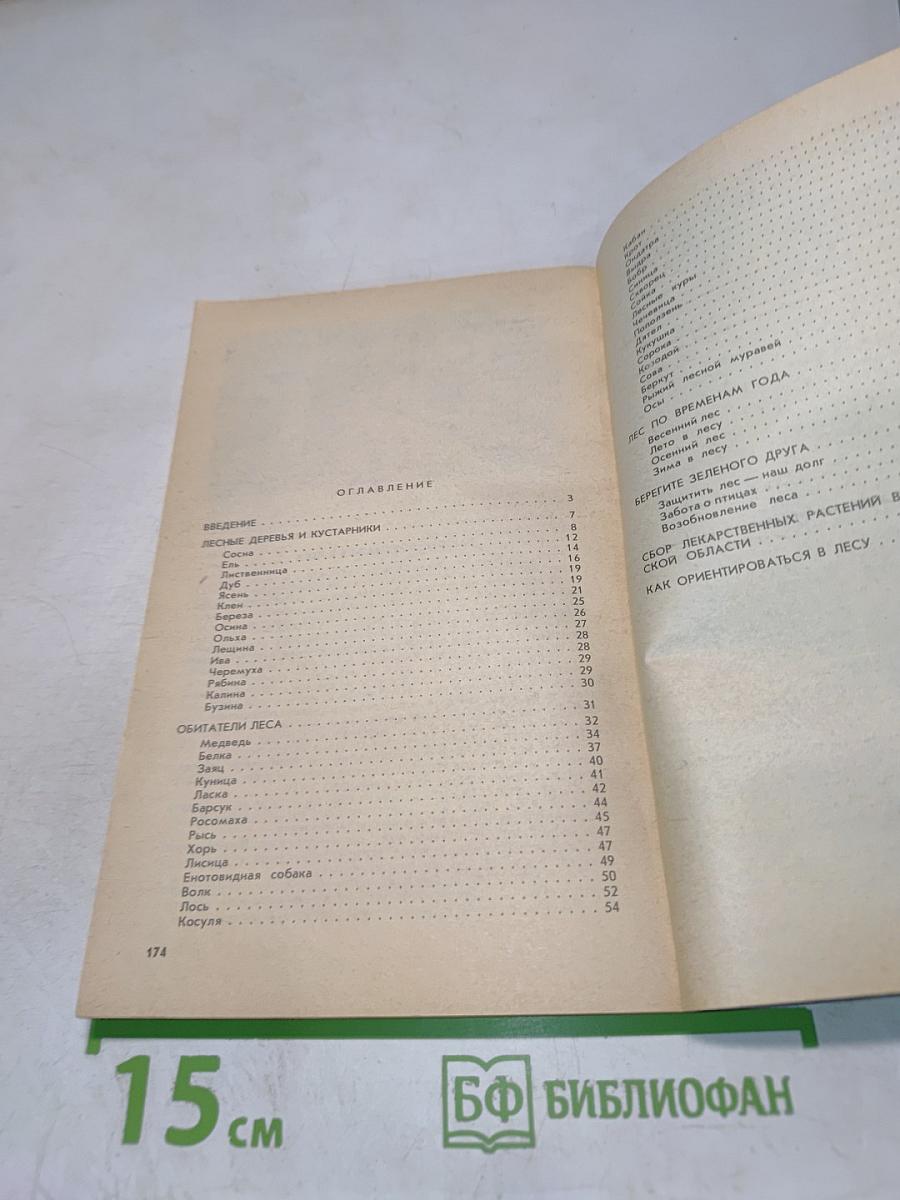 ОГЛАВЛЕНИЕ
ВВЕДЕНИЕ 3
ЛЕСНЫЕ ДЕРЕВЬЯ И КУСТАРНИКИ 7
Сосна 8
Ель 12
Лиственница 14
Дуб 16
Ясень 19
Клен 19
Береза 21
Осина 25
Ольха 26
Лещина 27
Ива 28
Черемуха 28
Рябина 29
Калина 29
Бузина 30
ОБИТАТЕЛИ ЛЕСА 31
Медведь 32
Белка 34
Заяц 37
Куница 40
Ласка 41
Барсук 42
Росомаха 44
Рысь 45
Хорь 47
Лисица 47
Енотовидная собака 49
Волк 50
Лось 52
Косуля 54
174
Кабан
Крот
Ондатра
Выдра
Бобр
Синица
Скворец
Сойка
Лесные куры
Чечевица
Поползень
Дятел
Кукушка
Сорока
Козодой
Сова
Беркут
Рыжий лесной муравей
Осы
ЛЕС ПО ВРЕМЕНАМ ГОДА
Весенний лес
Лето в лесу
Осенний лес
Зима в лесу
БЕРЕГИТЕ ЗЕЛЕНОГО ДРУГА
Защитить лес — наш долг
Забота о птицах
Возобновление леса
СБОР ЛЕКАРСТВЕННЫХ РАСТЕНИЙ В
СКОЙ ОБЛАСТИ
КАК ОРИЕНТИРОВАТЬСЯ В ЛЕСУ
15 см
БФ БИБЛИОФАН